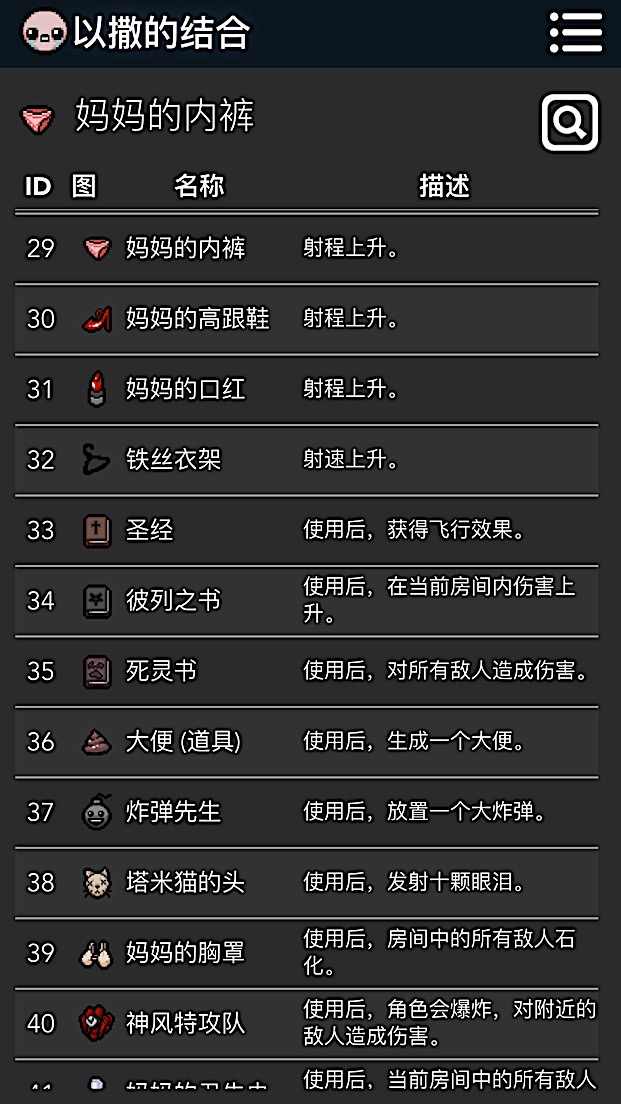 以撒的结合
妈妈的内裤
ID 图 名称 描述
29 妈妈的内裤 射程上升。
30 妈妈的高跟鞋 射程上升。
31 妈妈的口红 射程上升。
32 铁丝衣架 射速上升。
33 圣经 使用后，获得飞行效果。
34 彼列之书 使用后，在当前房间内伤害上
升。
35 死灵书 使用后，对所有敌人造成伤害。
36 大便 (道具) 使用后，生成一个大便。
37 炸弹先生 使用后，放置一个大炸弹。
38 塔米猫的头 使用后，发射十颗眼泪。
39 妈妈的胸罩 使用后，房间中的所有敌人石
化。
40 神风特攻队 使用后，角色会爆炸，对附近的
敌人造成伤害。
使用后，当前房间中的所有敌人